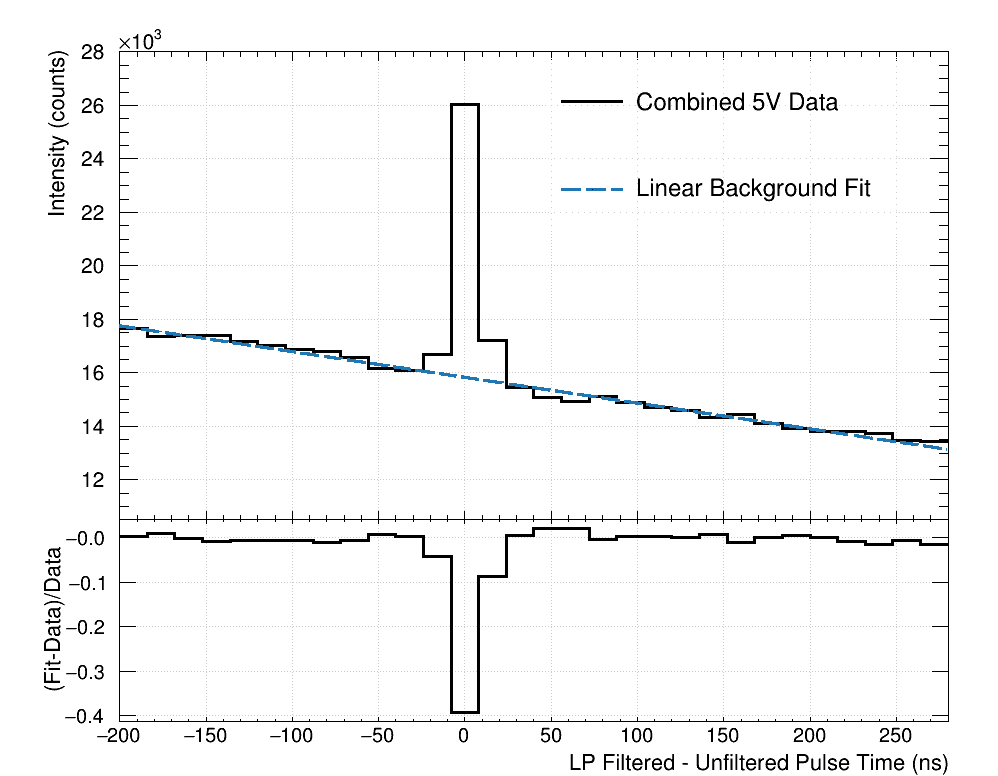 ×10³
28
26
24
22
20
18
16
14
12
Intensity (counts)
Combined 5V Data
Linear Background Fit
−0.0
−0.1
−0.2
−0.3
−0.4
(Fit-Data)/Data
−200 −150 −100 −50 0 50 100 150 200 250
LP Filtered - Unfiltered Pulse Time (ns)